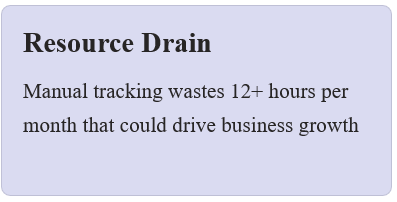 Resource Drain
Manual tracking wastes 12+ hours per
month that could drive business growth